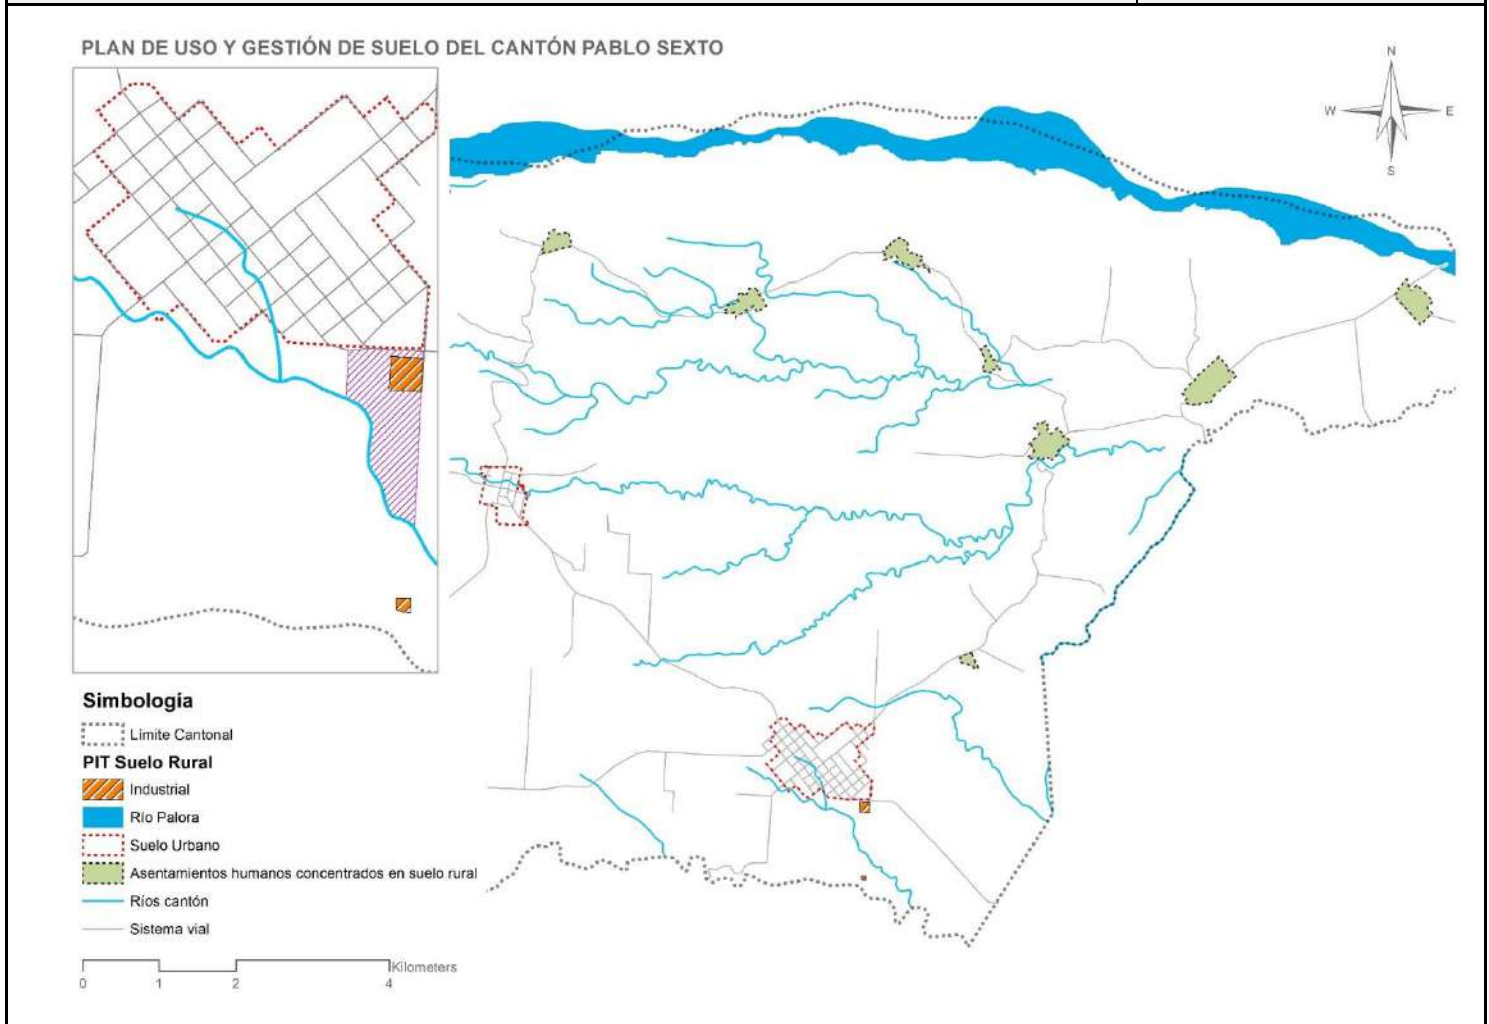 PLAN DE USO Y GESTIÓN DE SUELO DEL CANTÓN PABLO SEXTO
N
W E
S
Simbología
Limite Cantonal
PIT Suelo Rural
Industrial
Río Palora
Suelo Urbano
Asentamientos humanos concentrados en suelo rural
Ríos cantón
Sistema vial
Kilometers
0 1 2 4